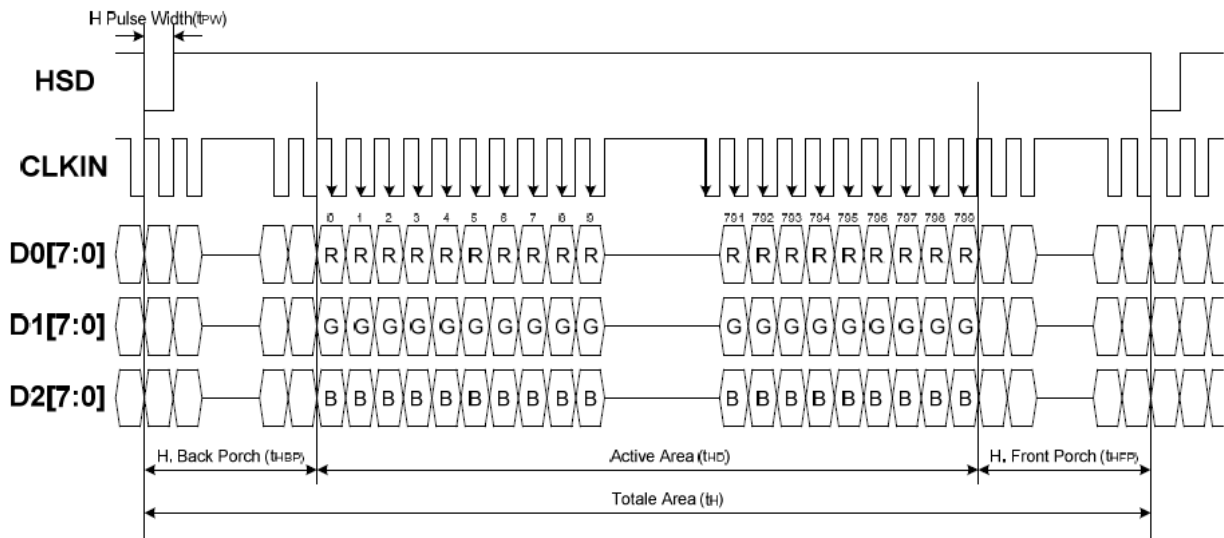 H Pulse Width(tPW)
HSD
CLKIN
0 1 2 3 4 5 6 7 8 9 791 792 793 794 795 796 797 798 799
D0[7:0] R R R R R R R R R R R R R R R R R R R
D1[7:0] G G G G G G G G G G G G G G G G G G G
D2[7:0] B B B B B B B B B B B B B B B B B B B
H. Back Porch (tHBP) Active Area (tHD) H. Front Porch (tHFP)
Totale Area (tH)